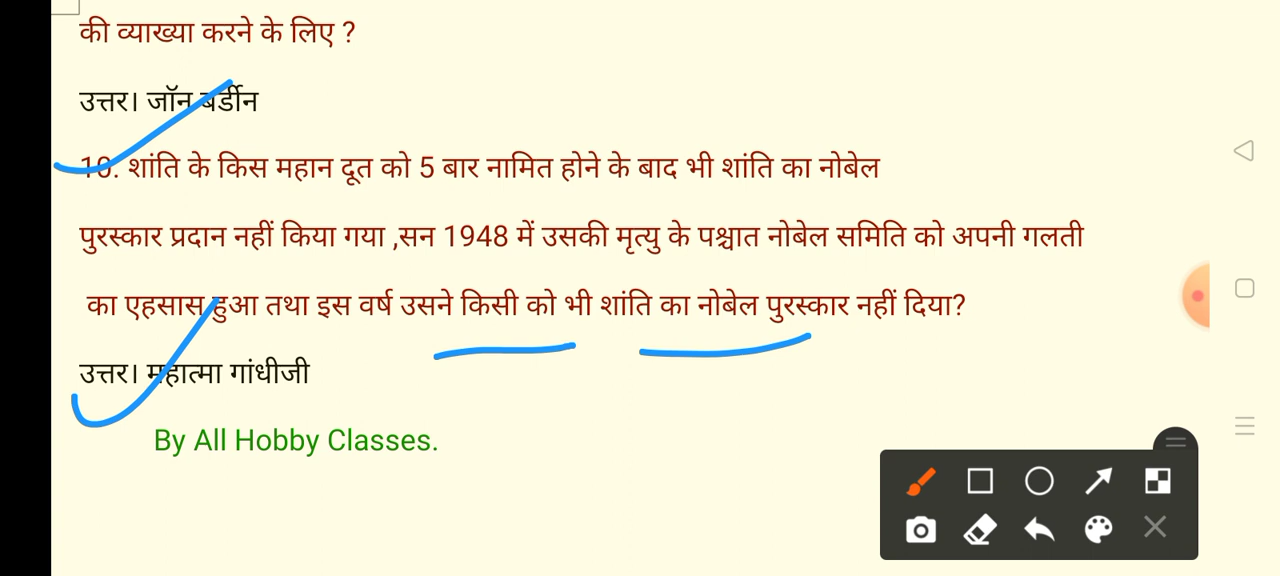 की व्याख्या करने के लिए ?
उत्तर। जॉन बर्डीन
10. शांति के किस महान दूत को 5 बार नामित होने के बाद भी शांति का नोबेल
पुरस्कार प्रदान नहीं किया गया ,सन 1948 में उसकी मृत्यु के पश्चात नोबेल समिति को अपनी गलती
का एहसास हुआ तथा इस वर्ष उसने किसी को भी शांति का नोबेल पुरस्कार नहीं दिया?
उत्तर। महात्मा गांधीजी
By All Hobby Classes.